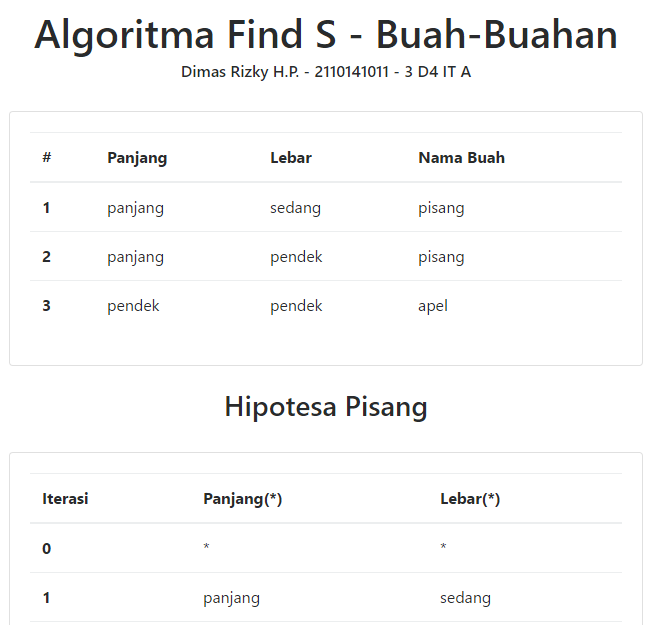 Algoritma Find S - Buah-Buahan
Dimas Rizky H.P. - 2110141011 - 3 D4 IT A
# Panjang Lebar Nama Buah
1 panjang sedang pisang
2 panjang pendek pisang
3 pendek pendek apel
Hipotesa Pisang
Iterasi Panjang(*) Lebar(*)
0 * *
1 panjang sedang